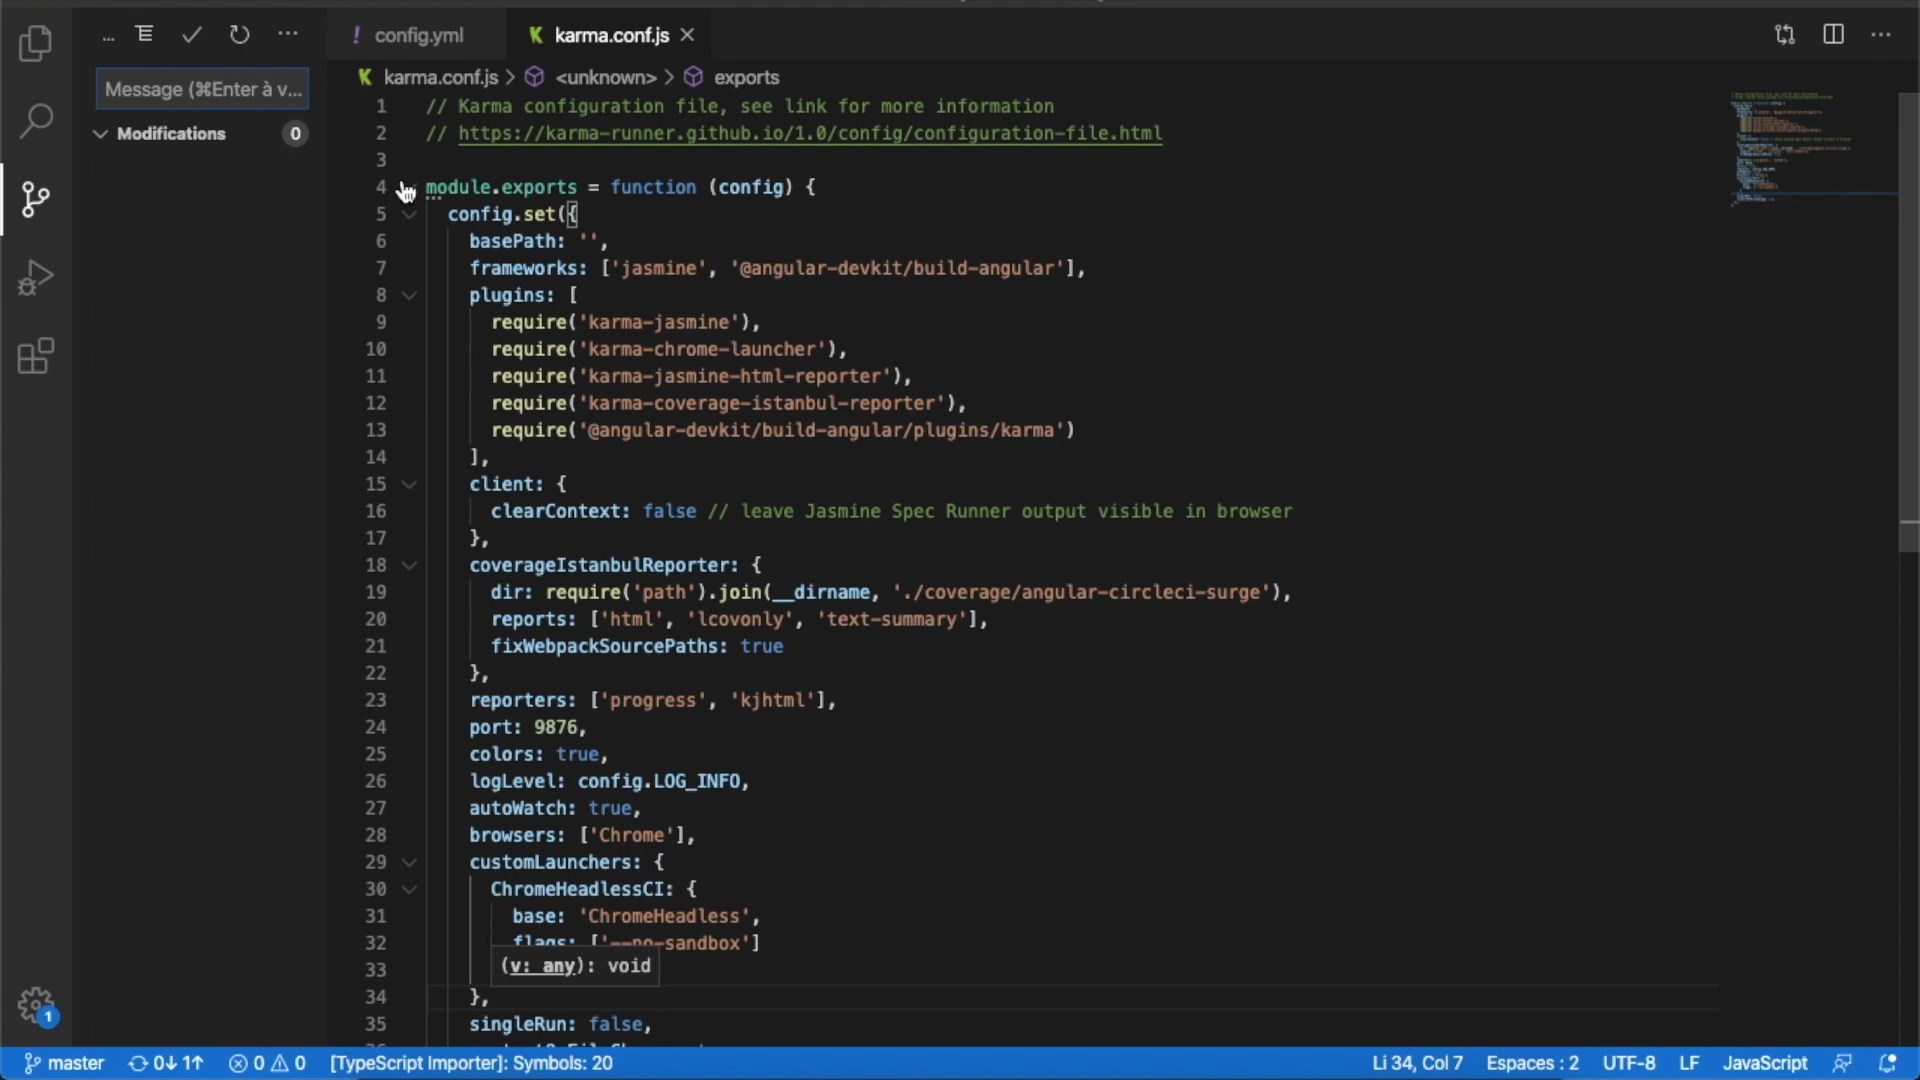 ... ...
! config.yml
karma.conf.js ×
...
Message (⌘Enter à v...
karma.conf.js > <unknown> > exports
Modifications 0
1 // Karma configuration file, see link for more information
2 // https://karma-runner.github.io/1.0/config/configuration-file.html
3
4 module.exports = function (config) {
5 config.set({
6 basePath: '',
7 frameworks: ['jasmine', '@angular-devkit/build-angular'],
8 plugins: [
9 require('karma-jasmine'),
10 require('karma-chrome-launcher'),
11 require('karma-jasmine-html-reporter'),
12 require('karma-coverage-istanbul-reporter'),
13 require('@angular-devkit/build-angular/plugins/karma')
14 ],
15 client: {
16 clearContext: false // leave Jasmine Spec Runner output visible in browser
17 },
18 coverageIstanbulReporter: {
19 dir: require('path').join(__dirname, './coverage/angular-circleci-surge'),
20 reports: ['html', 'lcovonly', 'text-summary'],
21 fixWebpackSourcePaths: true
22 },
23 reporters: ['progress', 'kjhtml'],
24 port: 9876,
25 colors: true,
26 logLevel: config.LOG_INFO,
27 autoWatch: true,
28 browsers: ['Chrome'],
29 customLaunchers: {
30 ChromeHeadlessCI: {
31 base: 'ChromeHeadless',
32 flags: ['--no-sandbox']
33
(v: any): void
34 },
35 singleRun: false,
1
master 0↓ 1↑ 0 0 [TypeScript Importer]: Symbols: 20
Li 34, Col 7 Espaces : 2 UTF-8 LF JavaScript